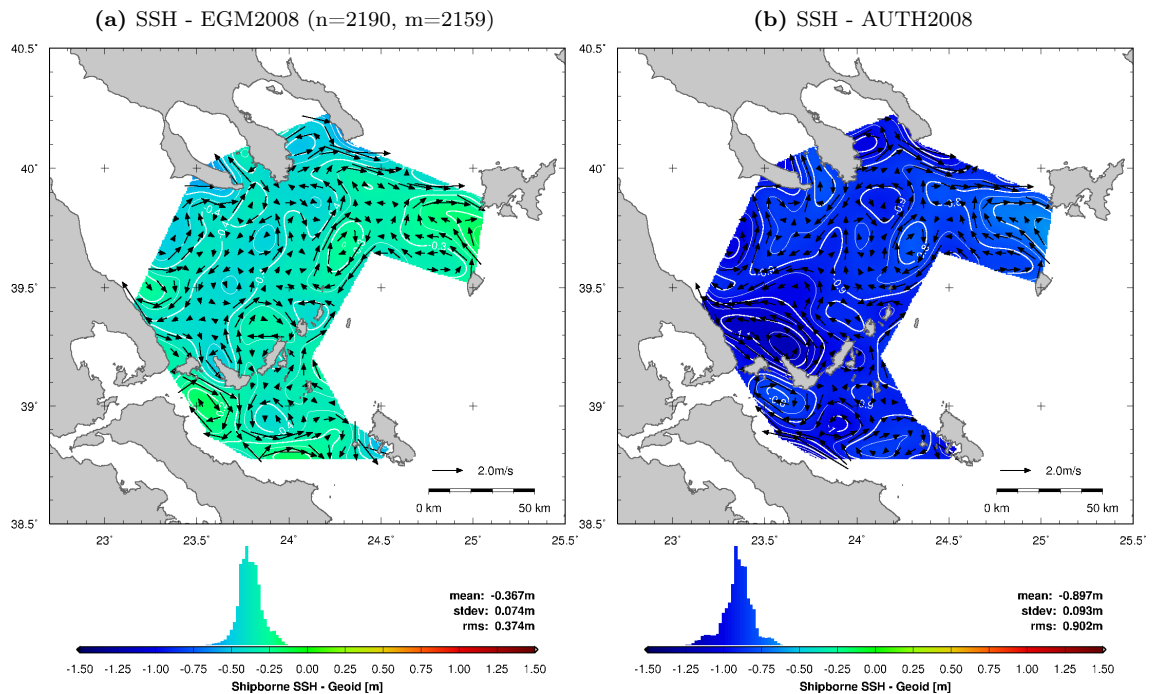 (a) SSH - EGM2008 (n=2190, m=2159)
(b) SSH - AUTH2008
40.5˚
40˚
39.5˚
39˚
38.5˚
23˚ 23.5˚ 24˚ 24.5˚ 25˚ 25.5˚
2.0m/s
0 km 50 km
40.5˚
40˚
39.5˚
39˚
38.5˚
23˚ 23.5˚ 24˚ 24.5˚ 25˚ 25.5˚
2.0m/s
0 km 50 km
mean: -0.367m
stdev: 0.074m
rms: 0.374m
-1.50 -1.25 -1.00 -0.75 -0.50 -0.25 0.00 0.25 0.50 0.75 1.00 1.25 1.50
Shipborne SSH - Geoid [m]
mean: -0.897m
stdev: 0.093m
rms: 0.902m
-1.50 -1.25 -1.00 -0.75 -0.50 -0.25 0.00 0.25 0.50 0.75 1.00 1.25 1.50
Shipborne SSH - Geoid [m]